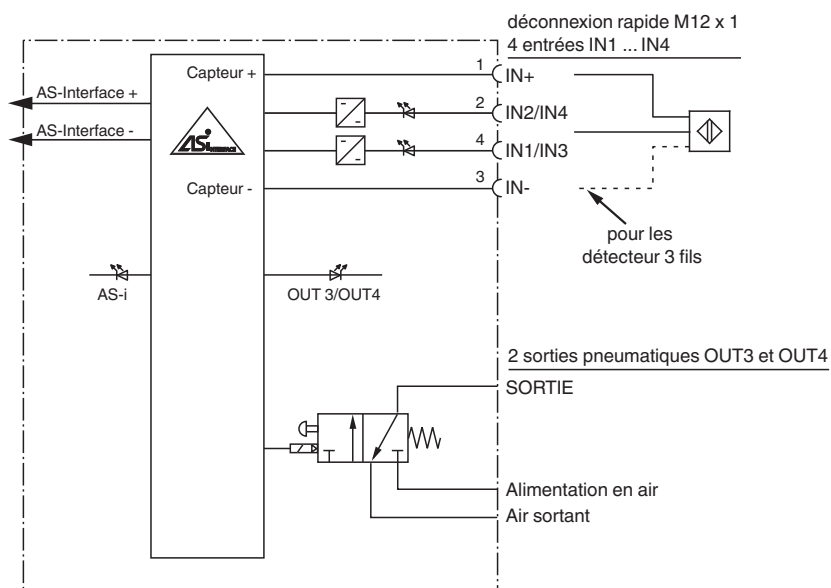 déconnexion rapide M12 x 1
4 entrées IN1 ... IN4
Capteur +
1
IN+
AS-Interface +
2
IN2/IN4
AS-Interface -
ASi
INTERFACE
4
IN1/IN3
Capteur -
3
IN-
pour les
détecteur 3 fils
AS-i
OUT 3/OUT4
2 sorties pneumatiques OUT3 et OUT4
SORTIE
Alimentation en air
Air sortant